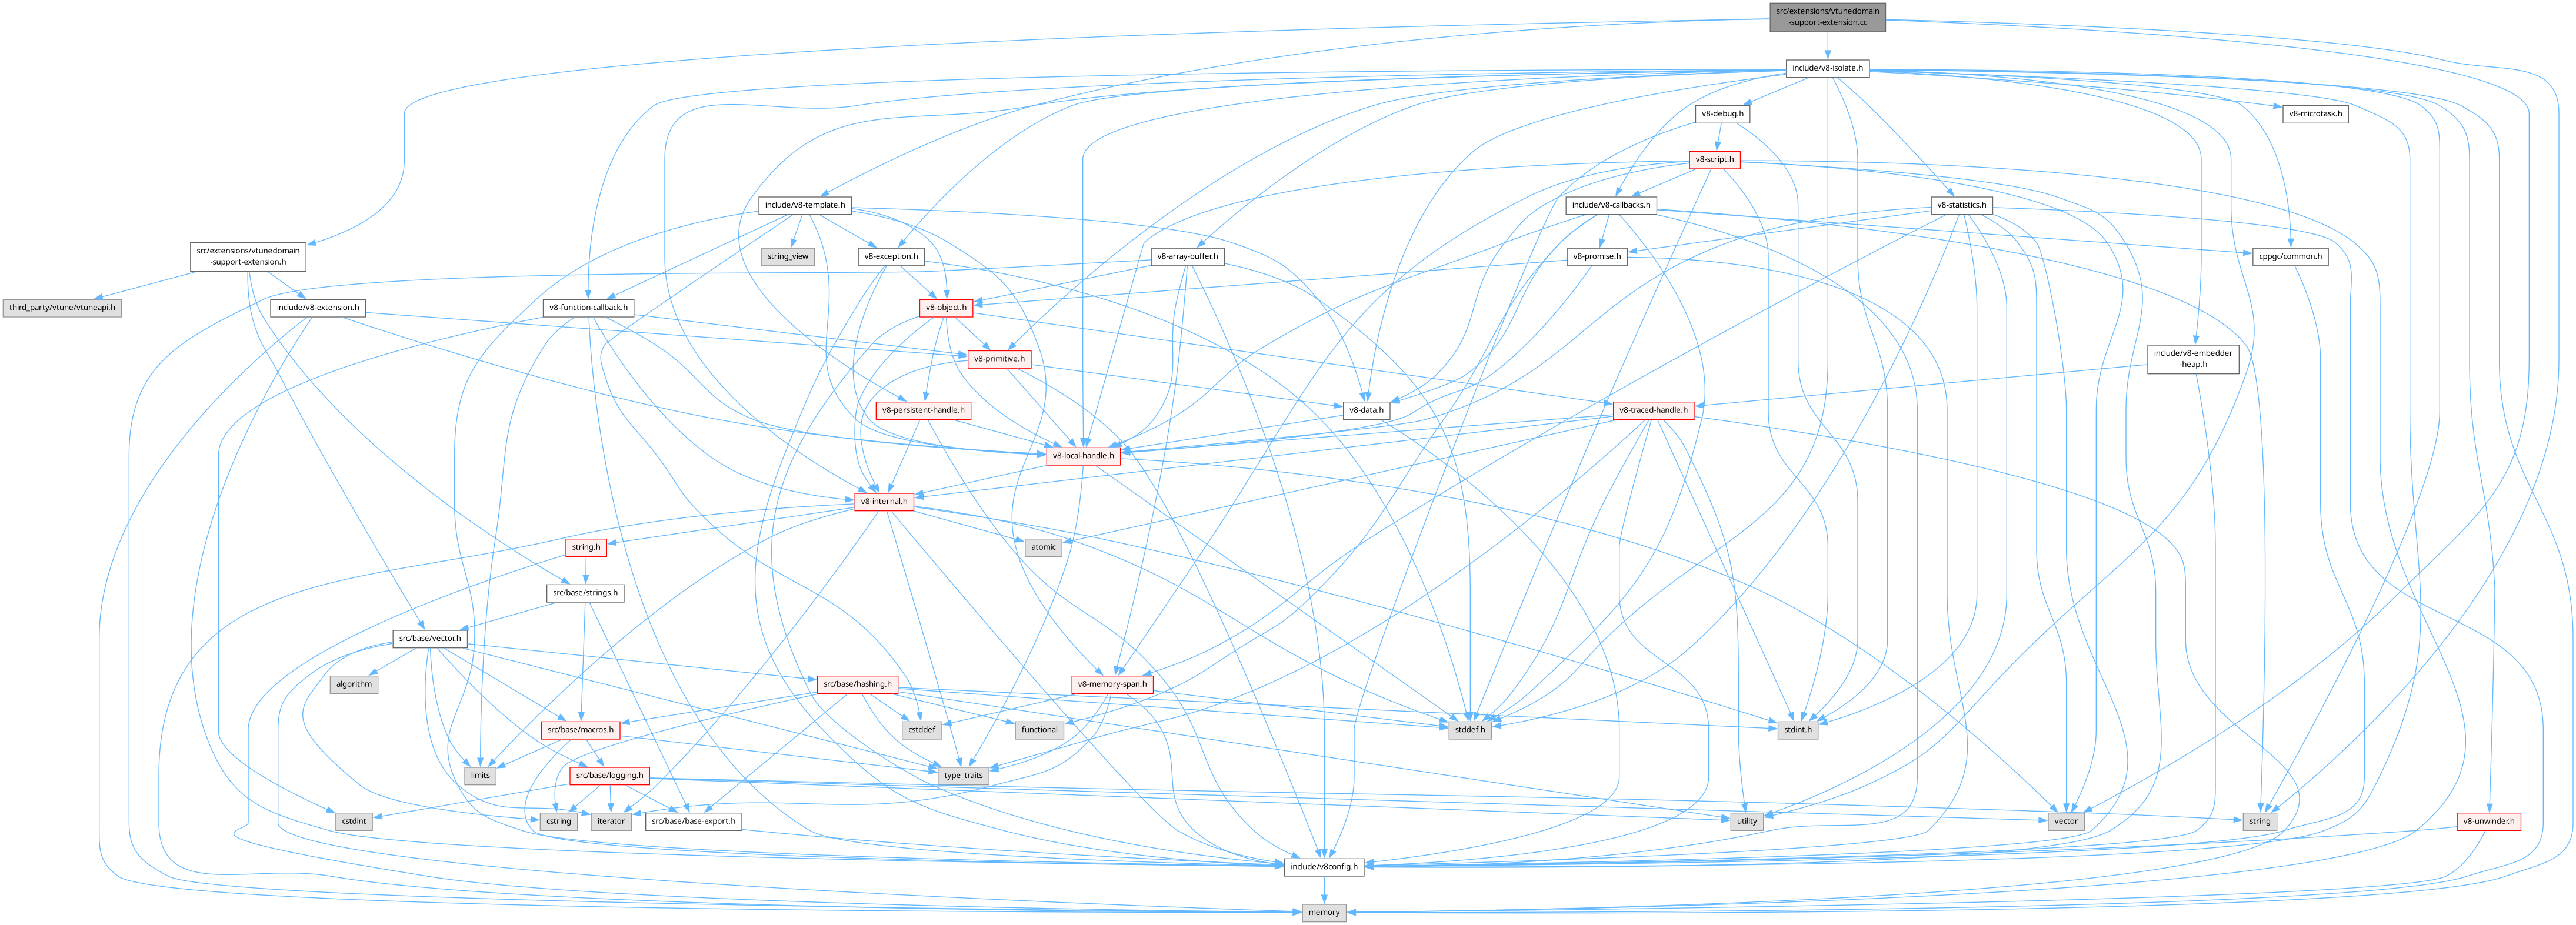 src/extensions/vtunedomain
-support-extension.cc
include/v8-isolate.h
v8-debug.h
v8-microtask.h
v8-script.h
include/v8-template.h
include/v8-callbacks.h
v8-statistics.h
src/extensions/vtunedomain
-support-extension.h
string_view
v8-exception.h
v8-array-buffer.h
v8-promise.h
cppgc/common.h
third_party/vtune/vtuneapi.h
include/v8-extension.h
v8-function-callback.h
v8-object.h
v8-primitive.h
include/v8-embedder
-heap.h
v8-persistent-handle.h
v8-data.h
v8-traced-handle.h
v8-local-handle.h
v8-internal.h
string.h
atomic
src/base/strings.h
src/base/vector.h
algorithm
src/base/hashing.h
v8-memory-span.h
src/base/macros.h
cstddef
functional
stddef.h
stdint.h
limits
src/base/logging.h
type_traits
cstdint
cstring
iterator
src/base/base-export.h
utility
vector
string
v8-unwinder.h
include/v8config.h
memory